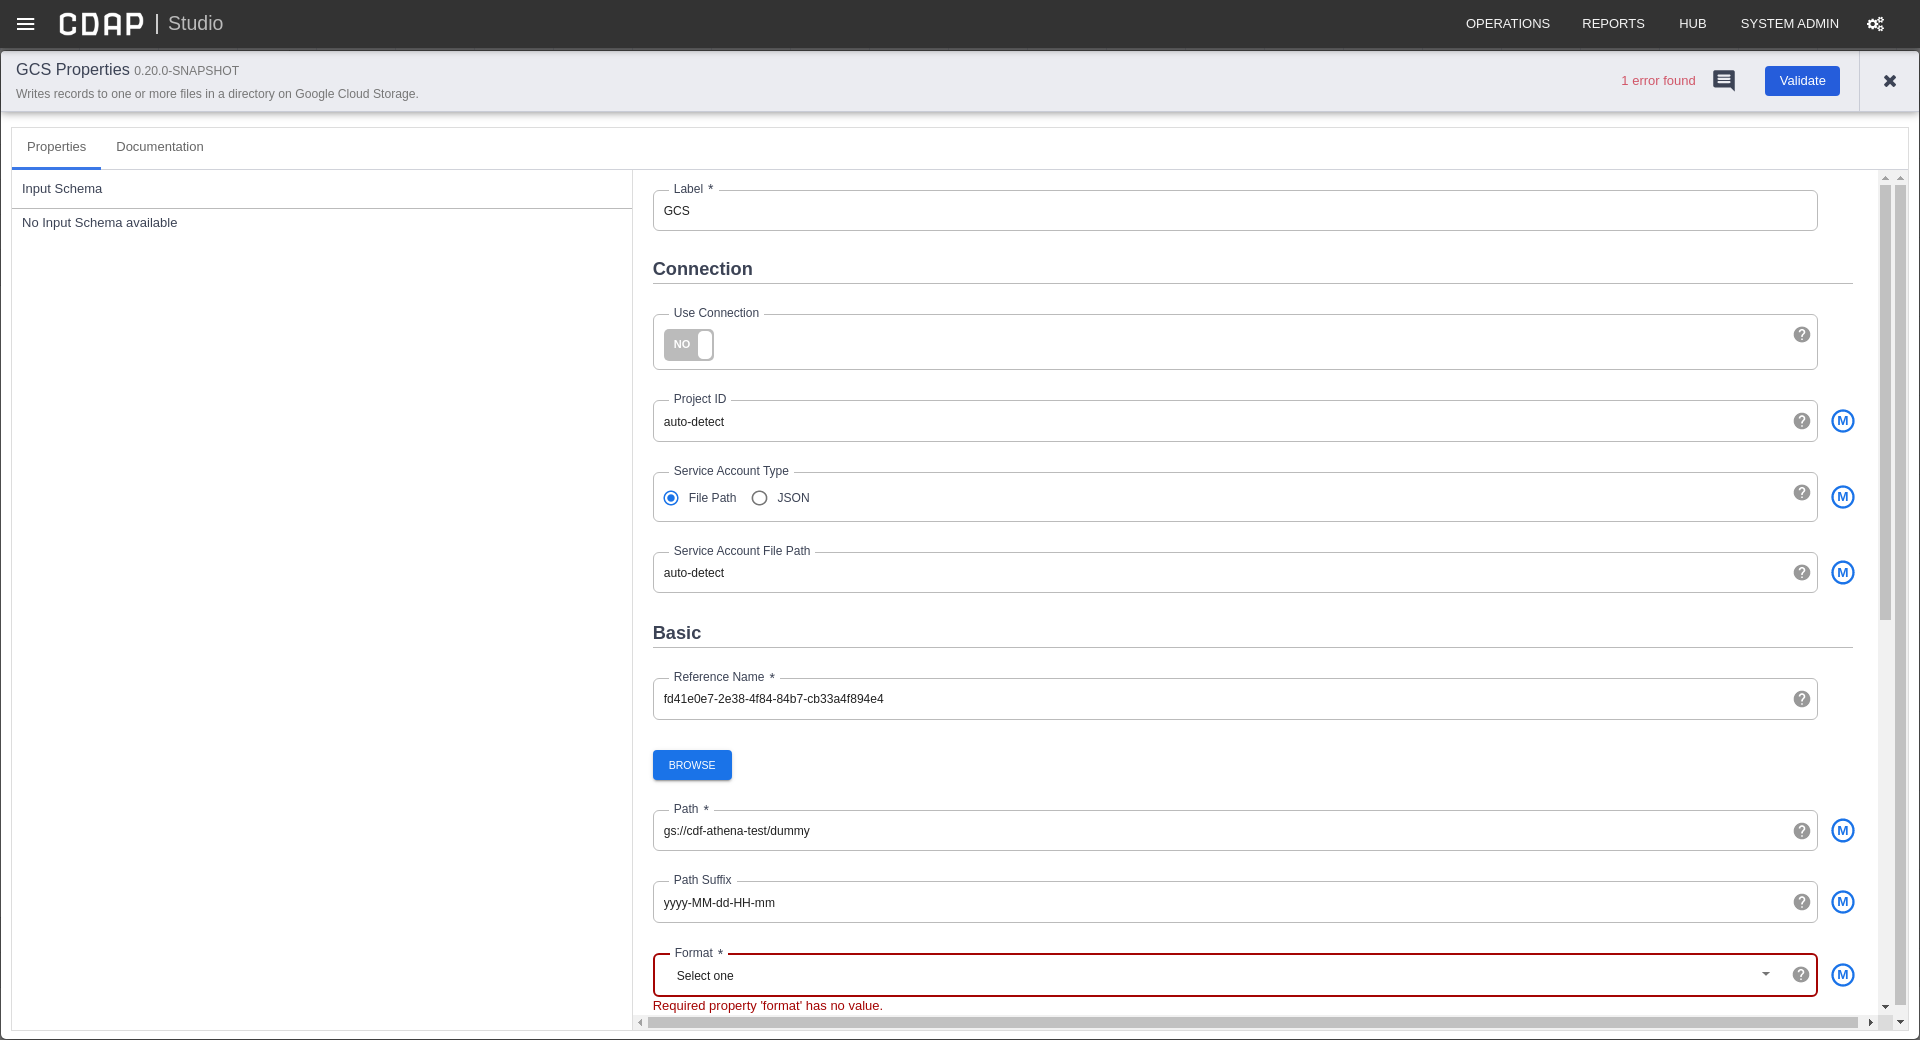 CDAP | Studio
OPERATIONS REPORTS HUB SYSTEM ADMIN
GCS Properties 0.20.0-SNAPSHOT
Writes records to one or more files in a directory on Google Cloud Storage.
1 error found
Validate
Properties Documentation
Input Schema
No Input Schema available
Label *
GCS
Connection
Use Connection
NO
Project ID
auto-detect
M
Service Account Type
File Path JSON
M
Service Account File Path
auto-detect
M
Basic
Reference Name *
fd41e0e7-2e38-4f84-84b7-cb33a4f894e4
BROWSE
Path *
gs://cdf-athena-test/dummy
M
Path Suffix
yyyy-MM-dd-HH-mm
M
Format *
Select one
M
Required property 'format' has no value.